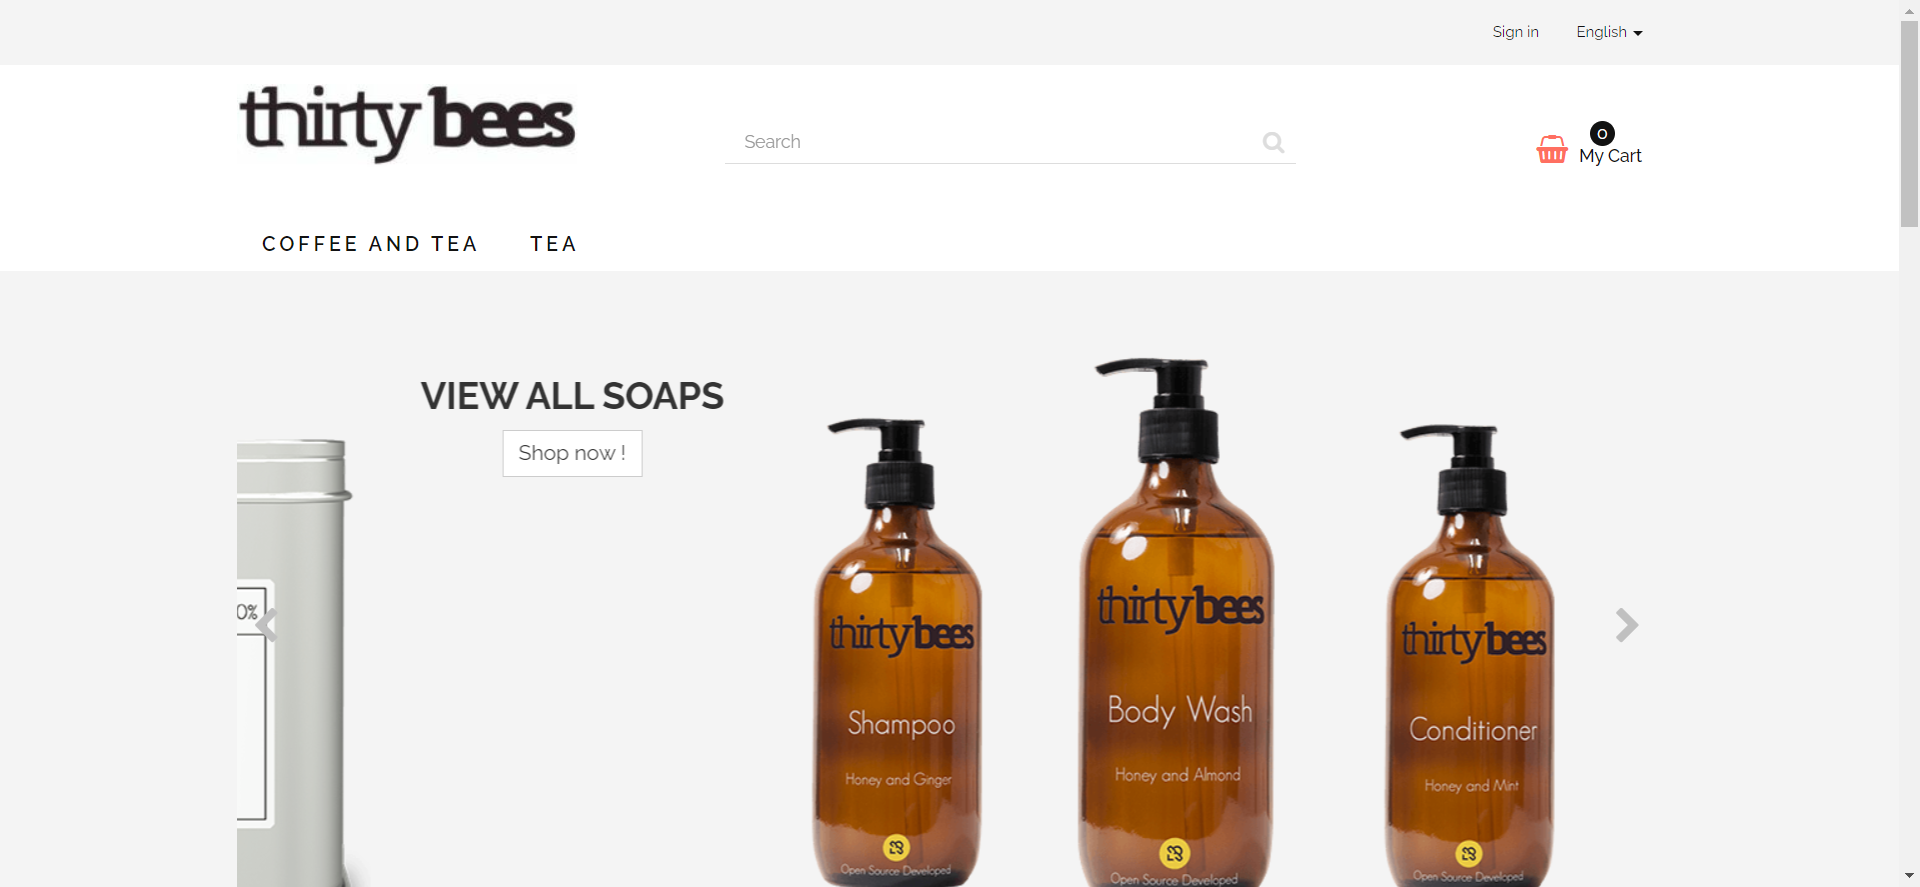 Sign in
English
thirty bees
Search
0
My Cart
COFFEE AND TEA
TEA
VIEW ALL SOAPS
Shop now !
0%
thirty bees
Shampoo
Honey and Ginger
Open Source Developed
thirty bees
Body Wash
Honey and Almond
Open Source Developed
thirty bees
Conditioner
Honey and Mint
Open Source Developed